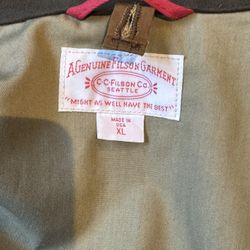 A GENUINE FILSON GARMENT
C·C·FILSON CO.
SEATTLE
"MIGHT AS WELL HAVE THE BEST"
MADE IN
USA
XL